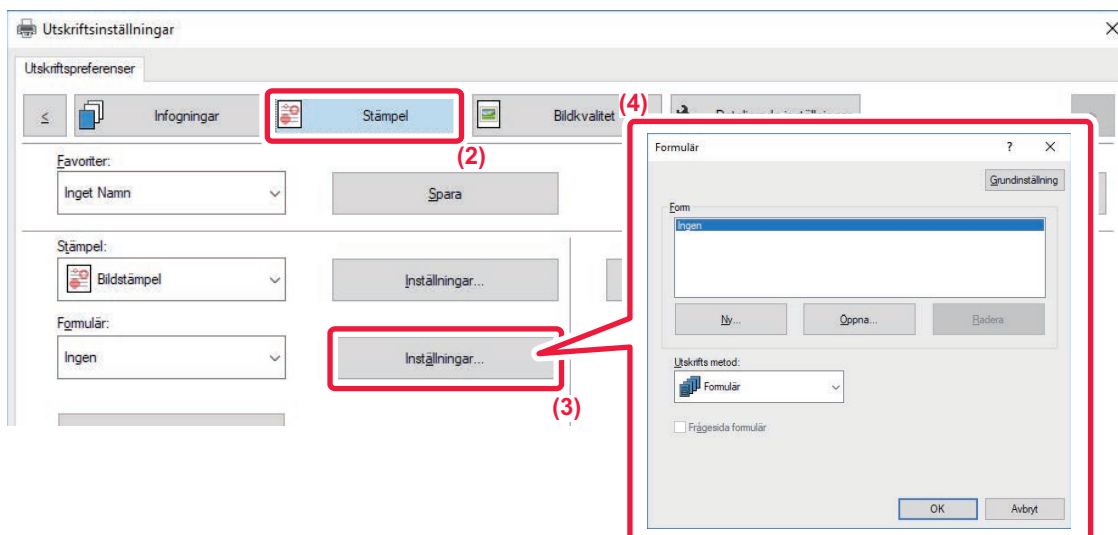 Utskriftsinställningar
Utskriftspreferenser
< Infogningar Stämpel Bildkvalitet (4)
(2)
Favoriter:
Inget Namn Spara
Stämpel:
Bildstämpel Inställningar...
Formulär:
Ingen Inställningar...
(3)
Formulär ? X
Grundinställning
Form
Ingen
Ny... Öppna... Radera
Utskrifts metod:
Formulär
Frågesida formulär
OK Avbryt